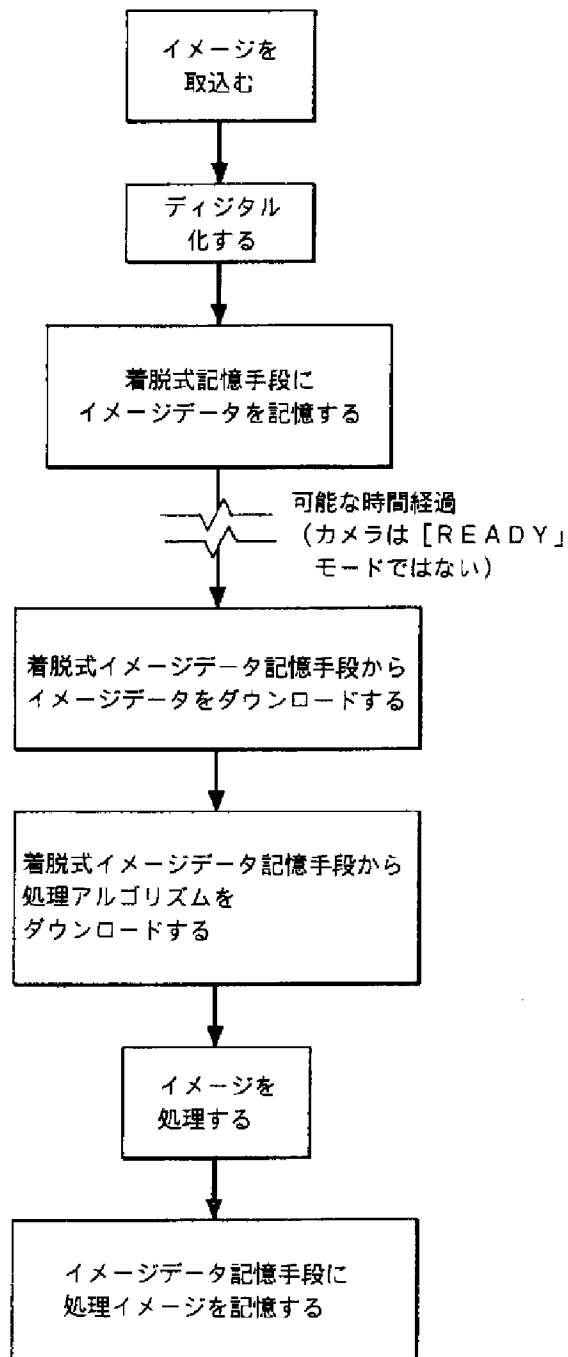 イメージを
取込む
ディジタル
化する
着脱式記憶手段に
イメージデータを記憶する
可能な時間経過
(カメラは[READY」
モードではない)
着脱式イメージデータ記憶手段から
イメージデータをダウンロードする
着脱式イメージデータ記憶手段から
処理アルゴリズムを
ダウンロードする
イメージを
処理する
イメージデータ記憶手段に
処理イメージを記憶する